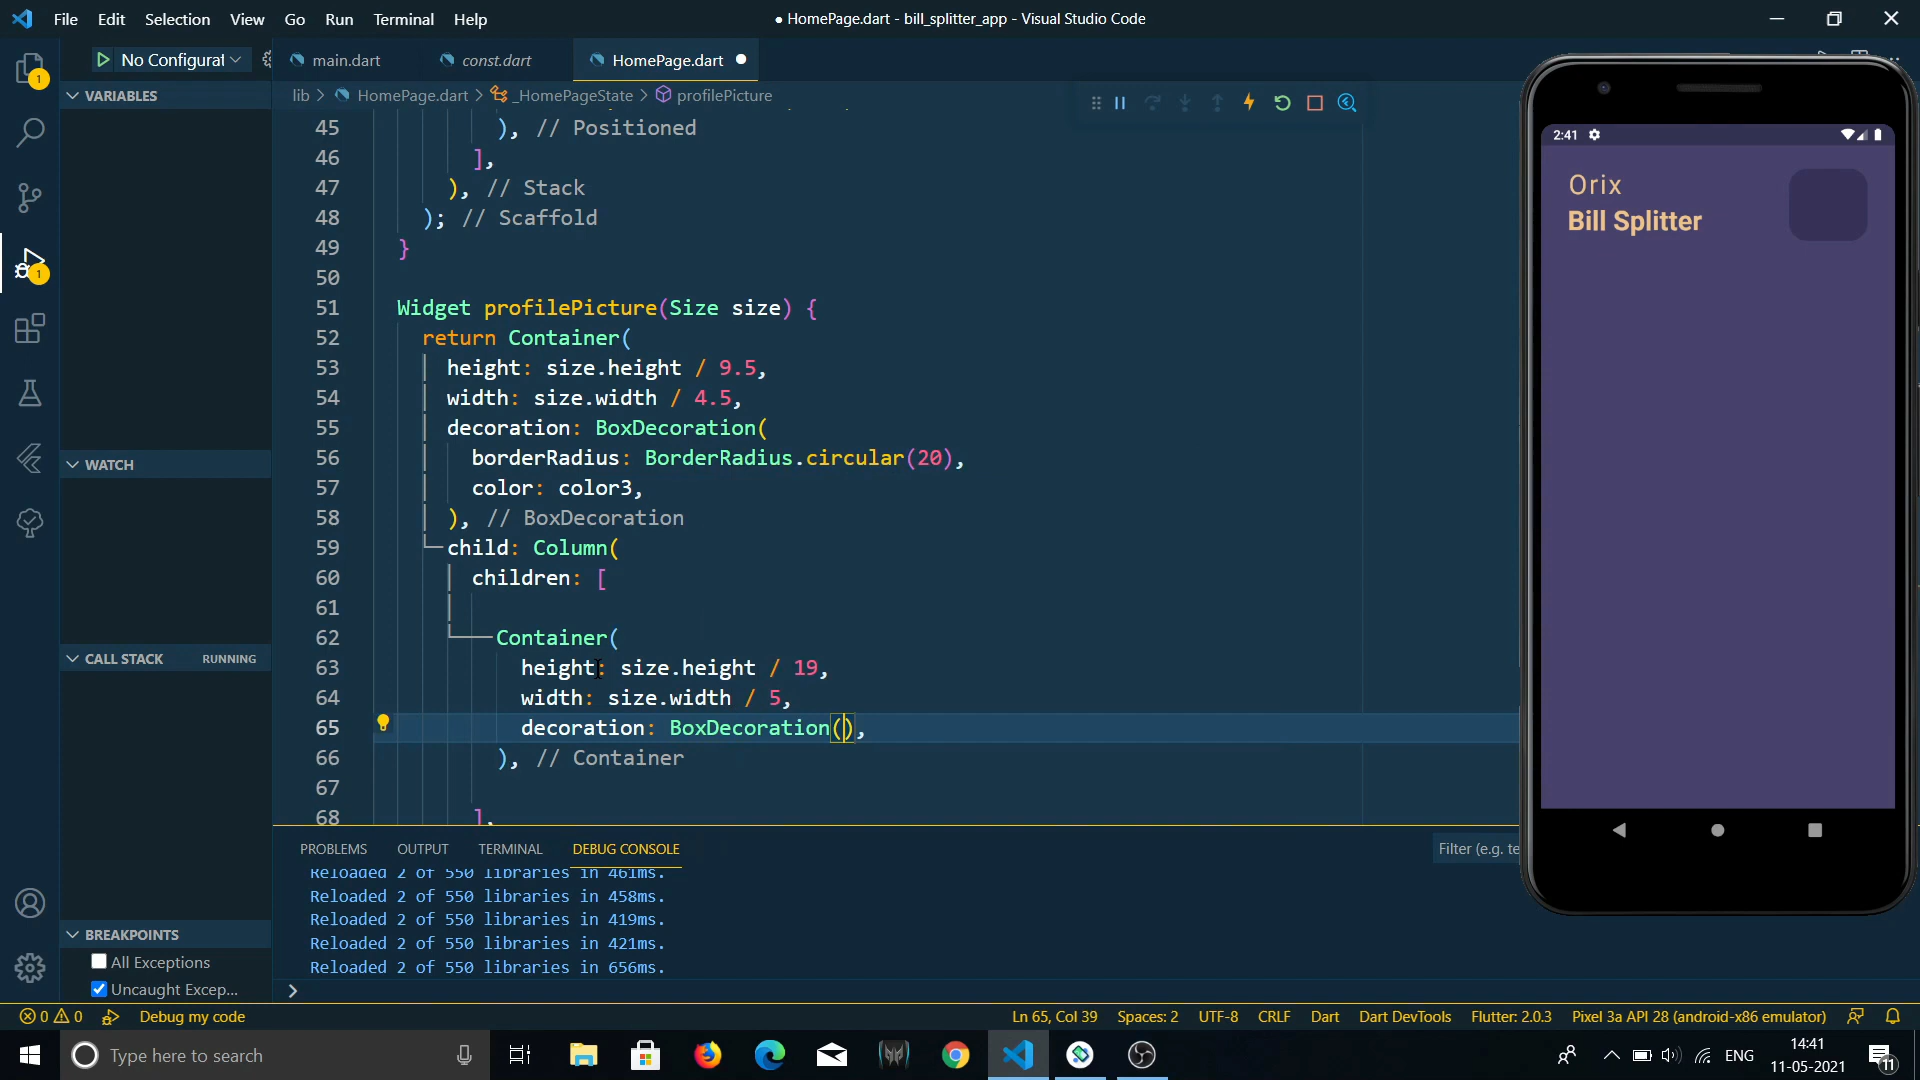 File Edit Selection View Go Run Terminal Help
● HomePage.dart - bill_splitter_app - Visual Studio Code
No Configurat
main.dart const.dart HomePage.dart
VARIABLES
lib > HomePage.dart > _HomePageState > profilePicture
45 ), // Positioned
46 ],
47 ), // Stack
48 ); // Scaffold
49 }
50
51 Widget profilePicture(Size size) {
52 return Container(
53 height: size.height / 9.5,
54 width: size.width / 4.5,
55 decoration: BoxDecoration(
56 borderRadius: BorderRadius.circular(20),
57 color: color3,
58 ), // BoxDecoration
59 child: Column(
60 children: [
61
62 Container(
63 height: size.height / 19,
64 width: size.width / 5,
65 decoration: BoxDecoration(),
66 ), // Container
67
68 ],
WATCH
CALL STACK RUNNING
BREAKPOINTS
All Exceptions
Uncaught Excep...
PROBLEMS OUTPUT TERMINAL DEBUG CONSOLE
Filter (e.g. te
Reloaded 2 of 550 libraries in 461ms.
Reloaded 2 of 550 libraries in 458ms.
Reloaded 2 of 550 libraries in 419ms.
Reloaded 2 of 550 libraries in 421ms.
Reloaded 2 of 550 libraries in 656ms.
>
2:41
Orix
Bill Splitter
1
1
0 0 Debug my code
Ln 65, Col 39 Spaces: 2 UTF-8 CRLF Dart Dart DevTools Flutter: 2.0.3 Pixel 3a API 28 (android-x86 emulator)
Type here to search
ENG
14:41
11-05-2021
11